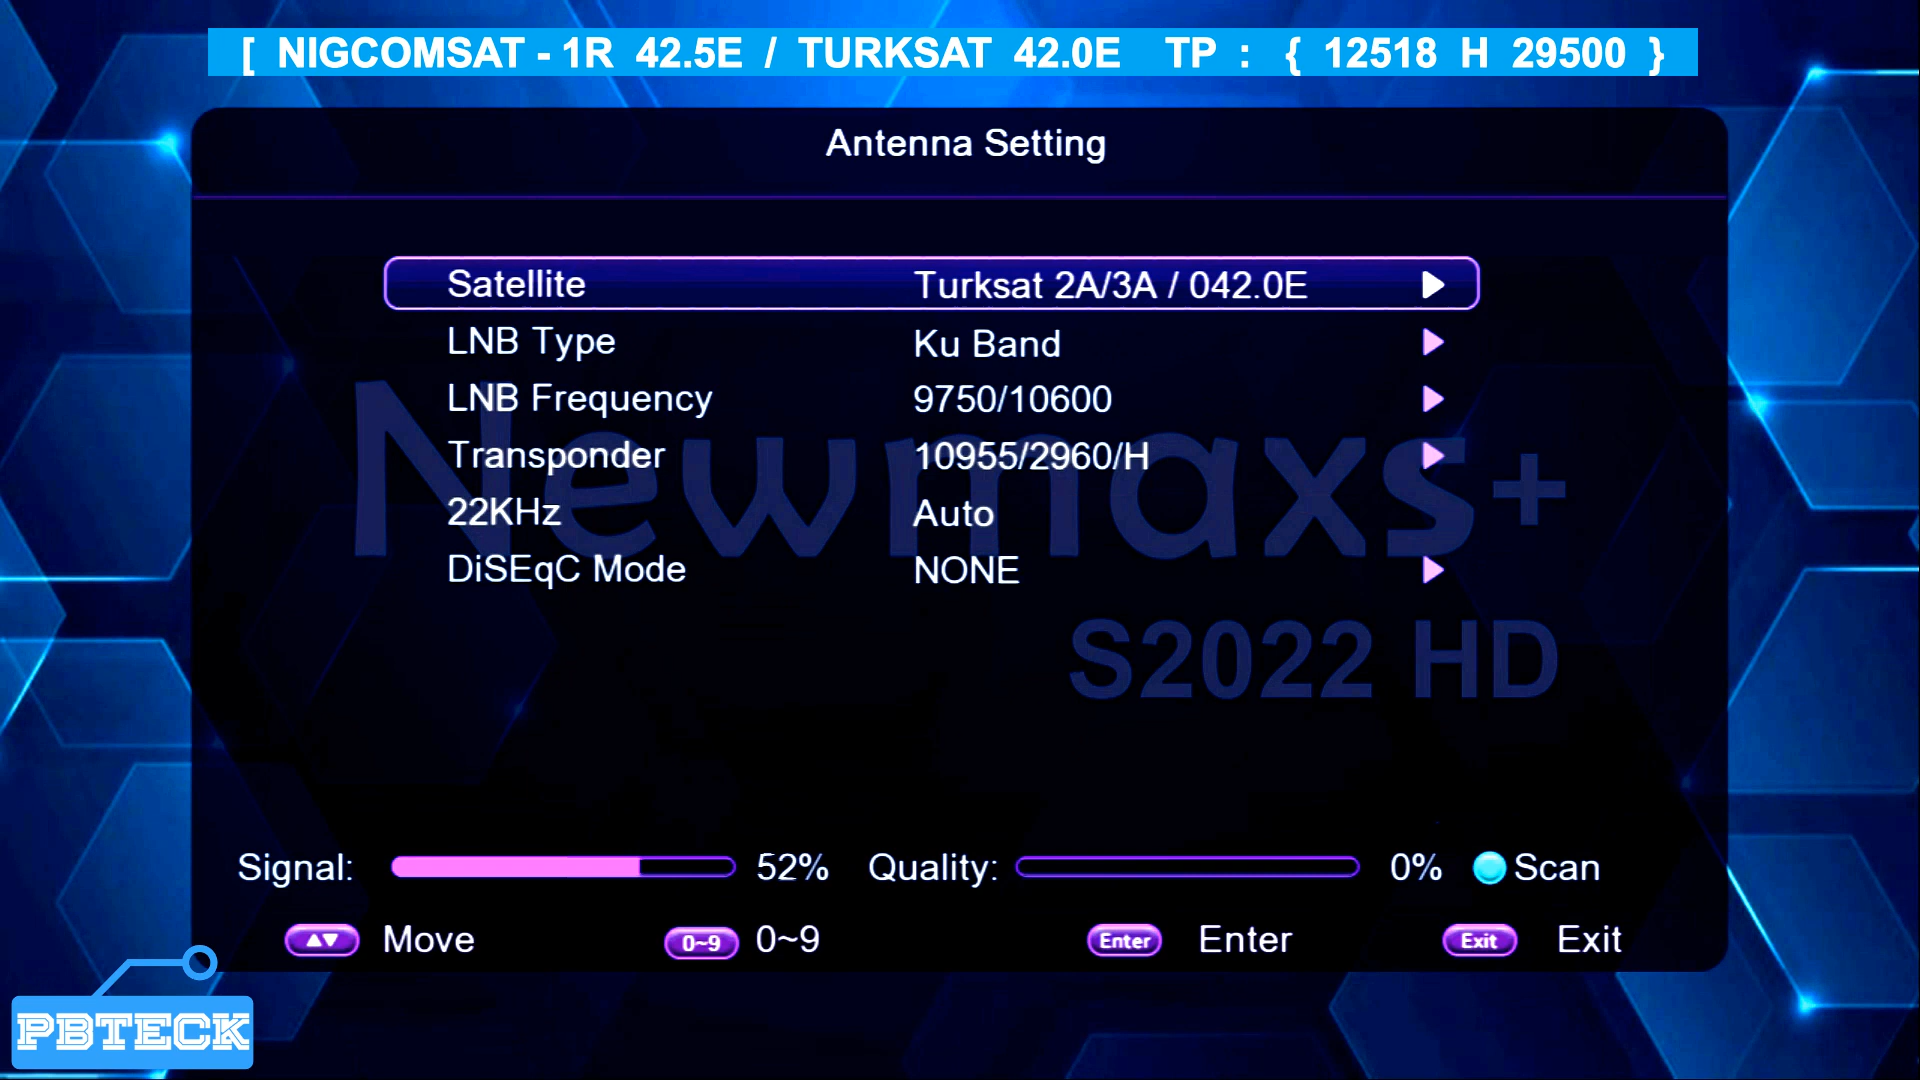 [ NIGCOMSAT - 1R 42.5E / TURKSAT 42.0E TP : { 12518 H 29500 }
Antenna Setting
Satellite Turksat 2A/3A / 042.0E
LNB Type Ku Band
LNB Frequency 9750/10600
Transponder 10955/2960/H
22KHz Auto
DiSEqC Mode NONE
Newmaxs+
S2022 HD
Signal: 52% Quality: 0% Scan
Move 0~9 0~9 Enter Enter Exit Exit
PBTECK